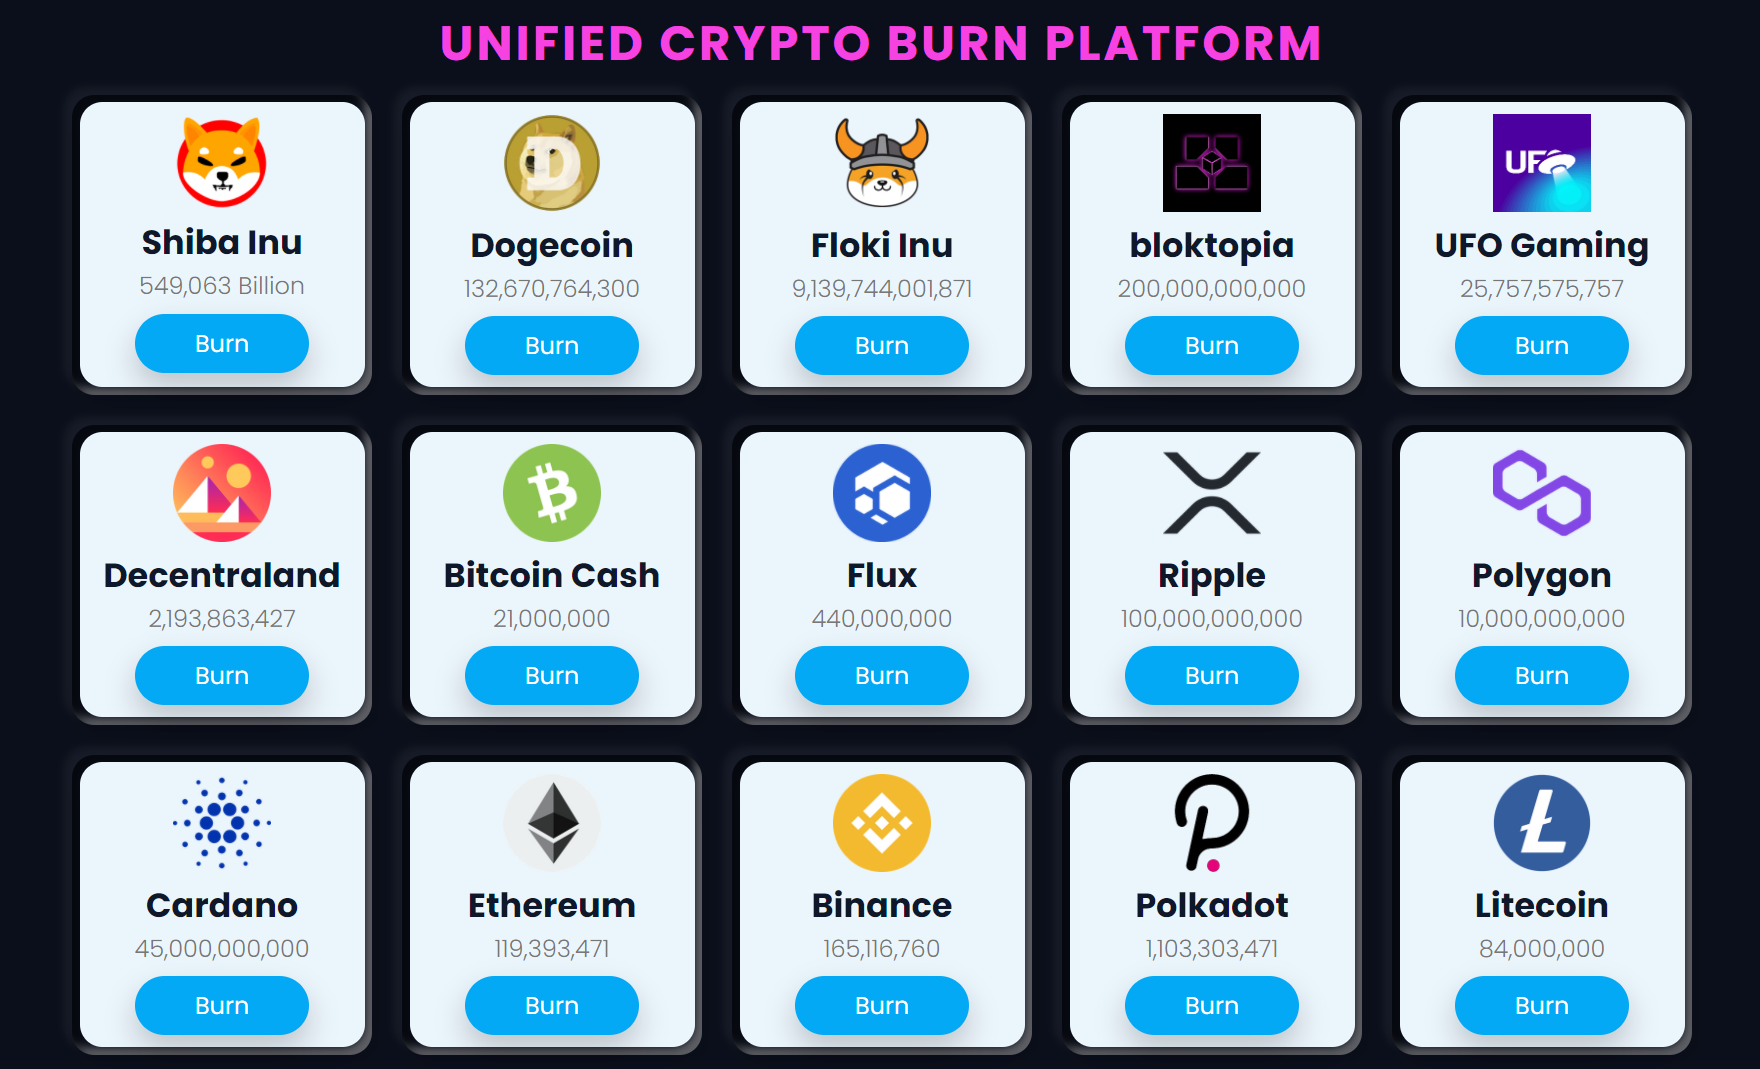 UNIFIED CRYPTO BURN PLATFORM
Shiba Inu
549,063 Billion
Burn
D
Dogecoin
132,670,764,300
Burn
Floki Inu
9,139,744,001,871
Burn
bloktopia
200,000,000,000
Burn
UFO
UFO Gaming
25,757,575,757
Burn
Decentraland
2,193,863,427
Burn
Bitcoin Cash
21,000,000
Burn
Flux
440,000,000
Burn
Ripple
100,000,000,000
Burn
Polygon
10,000,000,000
Burn
Cardano
45,000,000,000
Burn
Ethereum
119,393,471
Burn
Binance
165,116,760
Burn
Polkadot
1,103,303,471
Burn
Litecoin
84,000,000
Burn